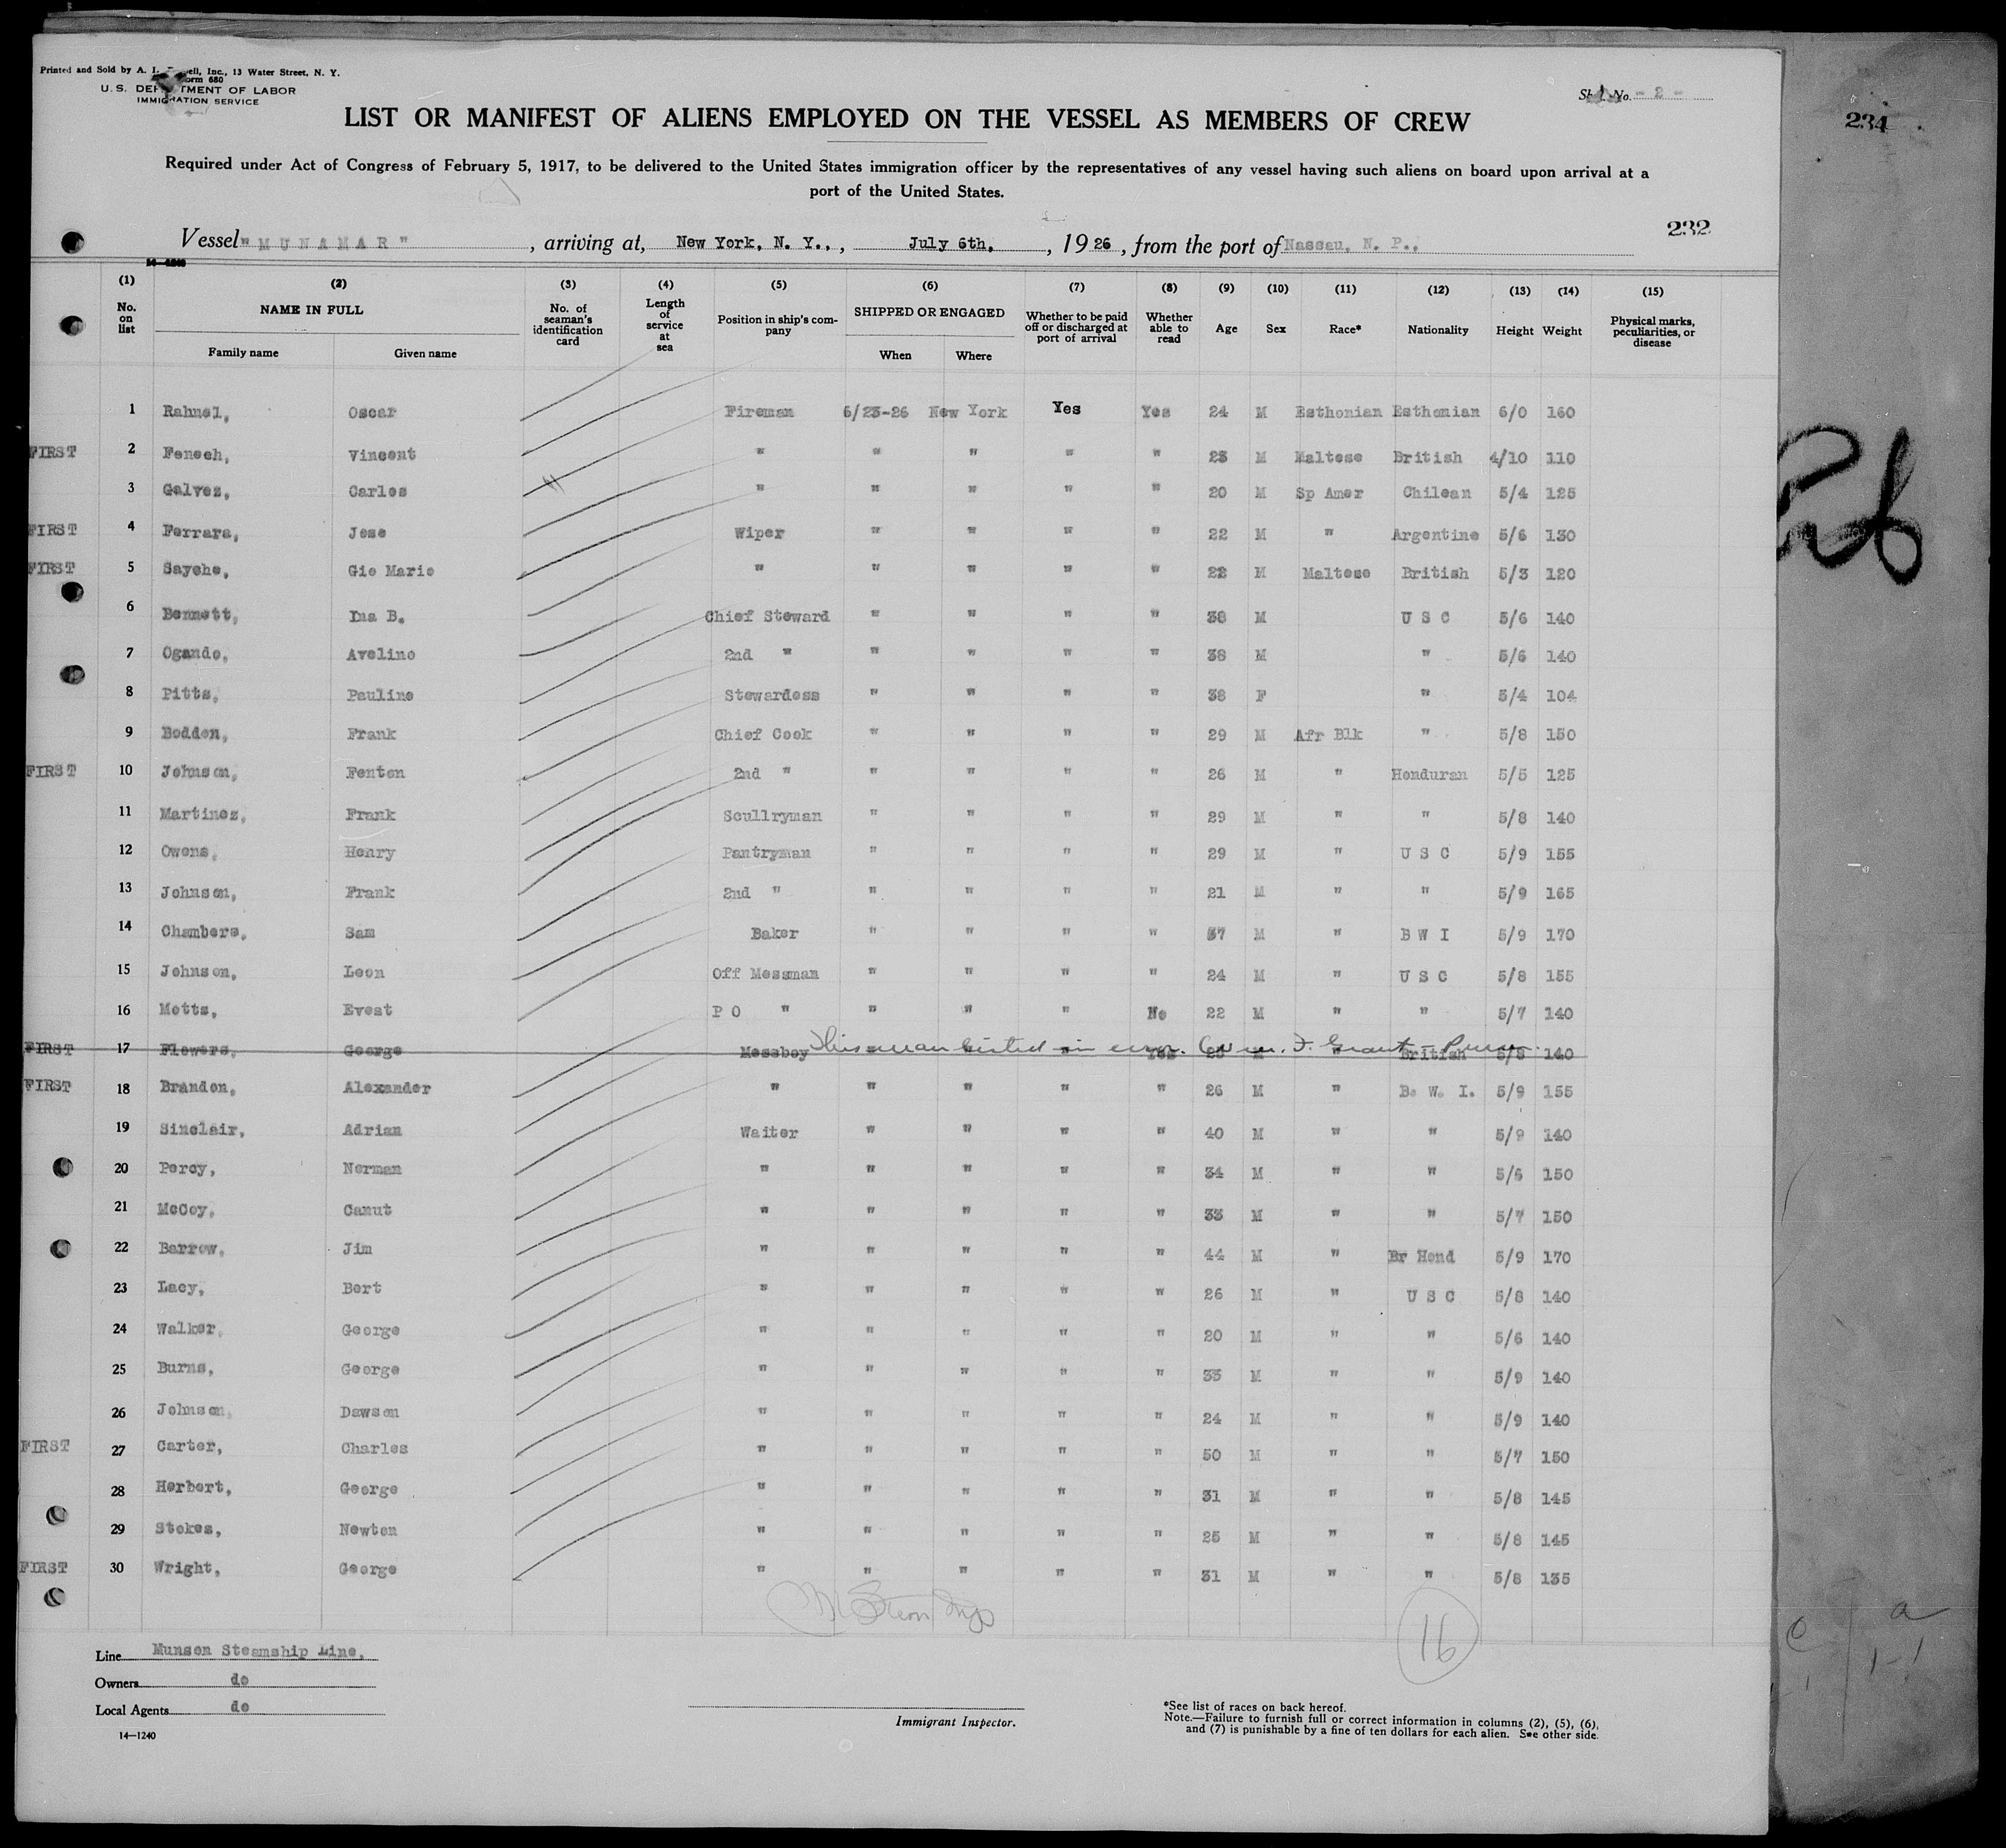 Printed and Sold by A. I. Inc., 13 Water Street, N. Y.
Form 680
U. S. DEPARTMENT OF LABOR
IMMIGRATION SERVICE
No. - 2 -
234
LIST OR MANIFEST OF ALIENS EMPLOYED ON THE VESSEL AS MEMBERS OF CREW
Required under Act of Congress of February 5, 1917, to be delivered to the United States immigration officer by the representatives of any vessel having such aliens on board upon arrival at a
port of the United States.
232
Vessel "MUNAMAR", arriving at, New York, N. Y., , July 6th, , 1926, from the port of Nassau, N. P.,
14-1240
(1) (2) (3) (4) (5) (6) (7) (8) (9) (10) (11) (12) (13) (14) (15)
No. on list NAME IN FULL Family name Given name No. of seaman's identification card Length of service at sea Position in ship's company SHIPPED OR ENGAGED When Where Whether to be paid off or discharged at port of arrival Whether able to read Age Sex Race* Nationality Height Weight Physical marks, peculiarities, or disease
1 Rahnel, Oscar Fireman 6/23-26 New York Yes Yes 24 M Esthonian Esthonian 6/0 160
FIRST 2 Fenech, Vincent " " " " " 23 M Maltese British 4/10 110
3 Galvez, Carlos " " " " " 20 M Sp Amer Chilean 5/4 125
FIRST 4 Ferrara, Jose Wiper " " " " 22 M " Argentine 5/6 130
FIRST 5 Sayehe, Gio Marie " " " " " 22 M Maltese British 5/3 120
6 Bennett, Ina B. Chief Steward " " " " 38 M U S C 5/6 140
7 Ogando, Avelino 2nd " " " " " 38 M " 5/6 140
8 Pitts, Pauline Stewardess " " " " 38 F " 5/4 104
9 Bodden, Frank Chief Cook " " " " 29 M Afr Blk " 5/8 150
FIRST 10 Johnson, Fenton 2nd " " " " " 26 M " Honduran 5/5 125
11 Martinez, Frank Scullryman " " " " 29 M " " 5/8 140
12 Owens, Henry Pantryman " " " " 29 M " U S C 5/9 155
13 Johnson, Frank 2nd " " " " " 21 M " " 5/9 165
14 Chambers, Sam Baker " " " " 37 M " B W I 5/9 170
15 Johnson, Leon Off Messman " " " " 24 M " U S C 5/8 155
16 Motts, Evest P O " " " " No 22 M " " 5/7 140
FIRST 17 Flowers, George Messboy " " " Yes 23 M " British 5/8 140
This man listed in error. Wm. F. Grant - Purser.
FIRST 18 Brandon, Alexander " " " " " 26 M " B. W. I. 5/9 155
19 Sinclair, Adrian Waiter " " " " 40 M " " 5/9 140
20 Percy, Norman " " " " " 34 M " " 5/6 150
21 McCoy, Canut " " " " " 33 M " " 5/7 150
22 Barrow, Jim " " " " " 44 M " Br Hond 5/9 170
23 Lacy, Bert " " " " " 26 M " U S C 5/8 140
24 Walker, George " " " " " 20 M " " 5/6 140
25 Burns, George " " " " " 33 M " " 5/9 140
26 Johnson, Dawson " " " " " 24 M " " 5/9 140
FIRST 27 Carter, Charles " " " " " 50 M " " 5/7 150
28 Herbert, George " " " " " 31 M " " 5/8 145
29 Stokes, Newton " " " " " 25 M " " 5/8 145
FIRST 30 Wright, George " " " " " 31 M " " 5/8 135
16
Line Munson Steamship Line,
Owners do
Local Agents do
14-1240
Immigrant Inspector.
*See list of races on back hereof.
Note.—Failure to furnish full or correct information in columns (2), (5), (6),
and (7) is punishable by a fine of ten dollars for each alien. See other side.